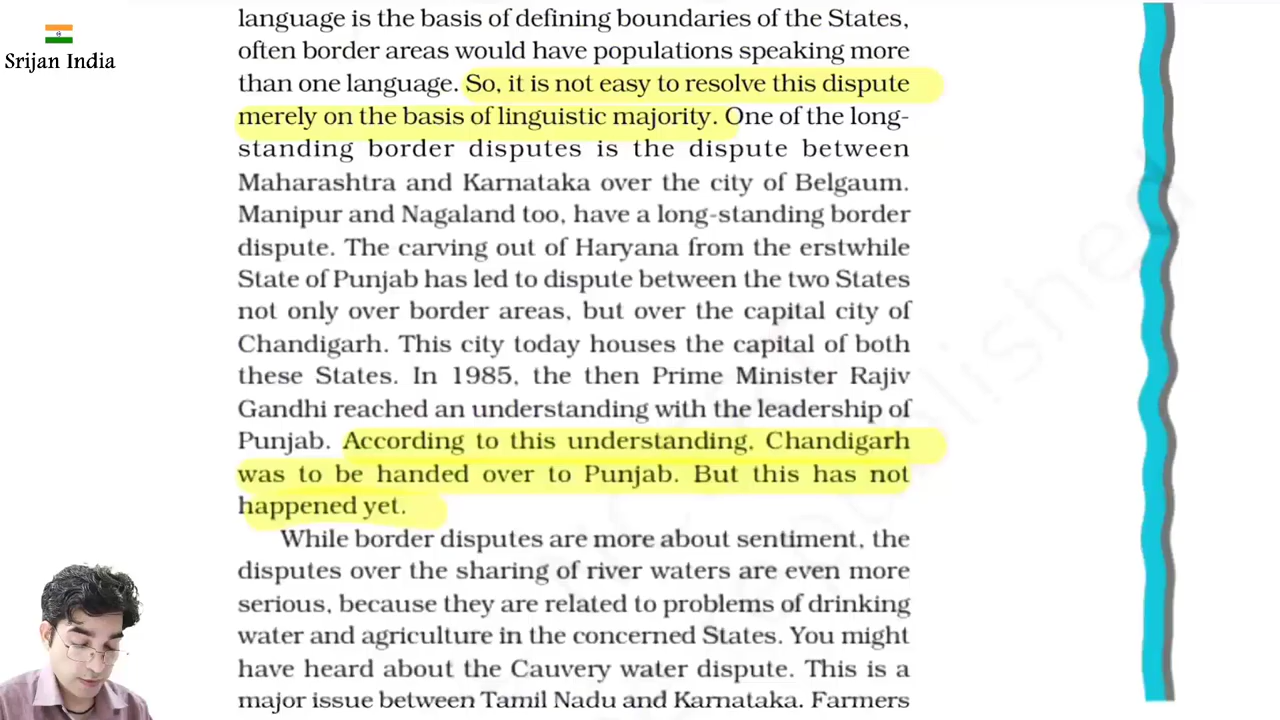 Srijan India
language is the basis of defining boundaries of the States,
often border areas would have populations speaking more
than one language. So, it is not easy to resolve this dispute
merely on the basis of linguistic majority. One of the long-
standing border disputes is the dispute between
Maharashtra and Karnataka over the city of Belgaum.
Manipur and Nagaland too, have a long-standing border
dispute. The carving out of Haryana from the erstwhile
State of Punjab has led to dispute between the two States
not only over border areas, but over the capital city of
Chandigarh. This city today houses the capital of both
these States. In 1985, the then Prime Minister Rajiv
Gandhi reached an understanding with the leadership of
Punjab. According to this understanding, Chandigarh
was to be handed over to Punjab. But this has not
happened yet.
While border disputes are more about sentiment, the
disputes over the sharing of river waters are even more
serious, because they are related to problems of drinking
water and agriculture in the concerned States. You might
have heard about the Cauvery water dispute. This is a
major issue between Tamil Nadu and Karnataka. Farmers